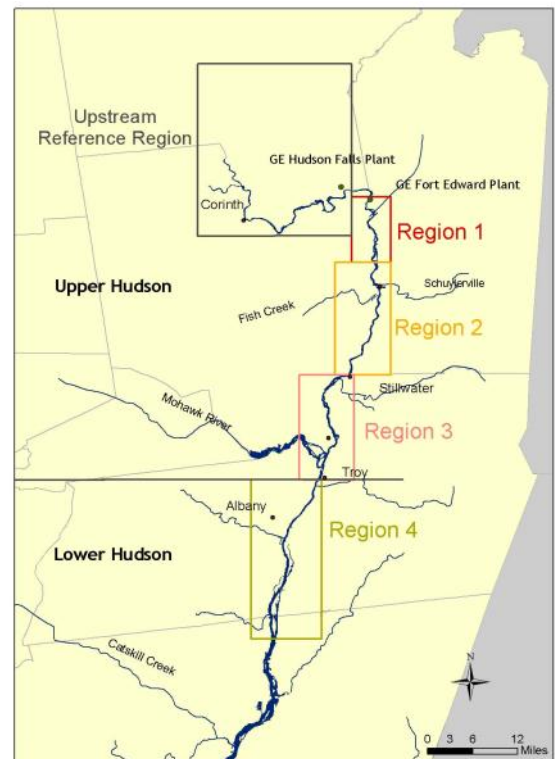 Upstream
Reference Region
GE Hudson Falls Plant
GE Fort Edward Plant
Corinth
Region 1
Upper Hudson
Schuylerville
Fish Creek
Region 2
Stillwater
Mohawk River
Region 3
Troy
Albany
Region 4
Lower Hudson
Catskill Creek
N
0 3 6 12
Miles